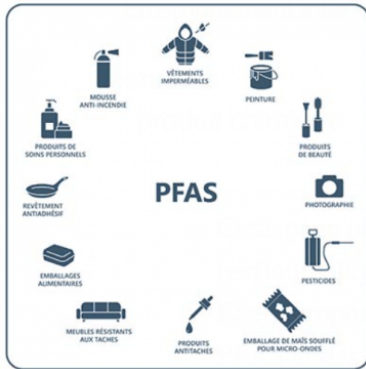 VÊTEMENTS
IMPERMÉABLES
MOUSSE
ANTI-INCENDIE
PEINTURE
PRODUITS DE
SOINS PERSONNELS
PRODUITS
DE BEAUTÉ
REVÊTEMENT
ANTIADHÉSIF
PFAS
PHOTOGRAPHIE
EMBALLAGES
ALIMENTAIRES
PESTICIDES
MEUBLES RÉSISTANTS
AUX TACHES
PRODUITS
ANTITACHES
EMBALLAGE DE MAÏS SOUFFLÉ
POUR MICRO-ONDES